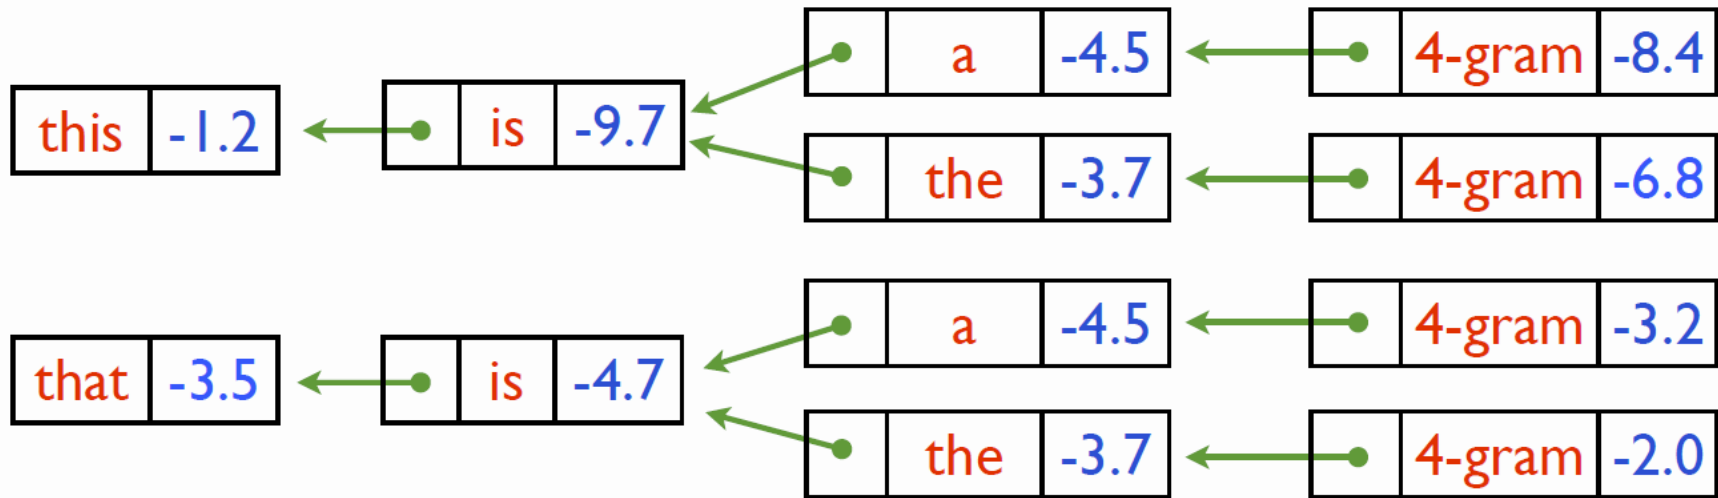 a -4.5 4-gram -8.4
this -1.2 is -9.7
the -3.7 4-gram -6.8
a -4.5 4-gram -3.2
that -3.5 is -4.7
the -3.7 4-gram -2.0